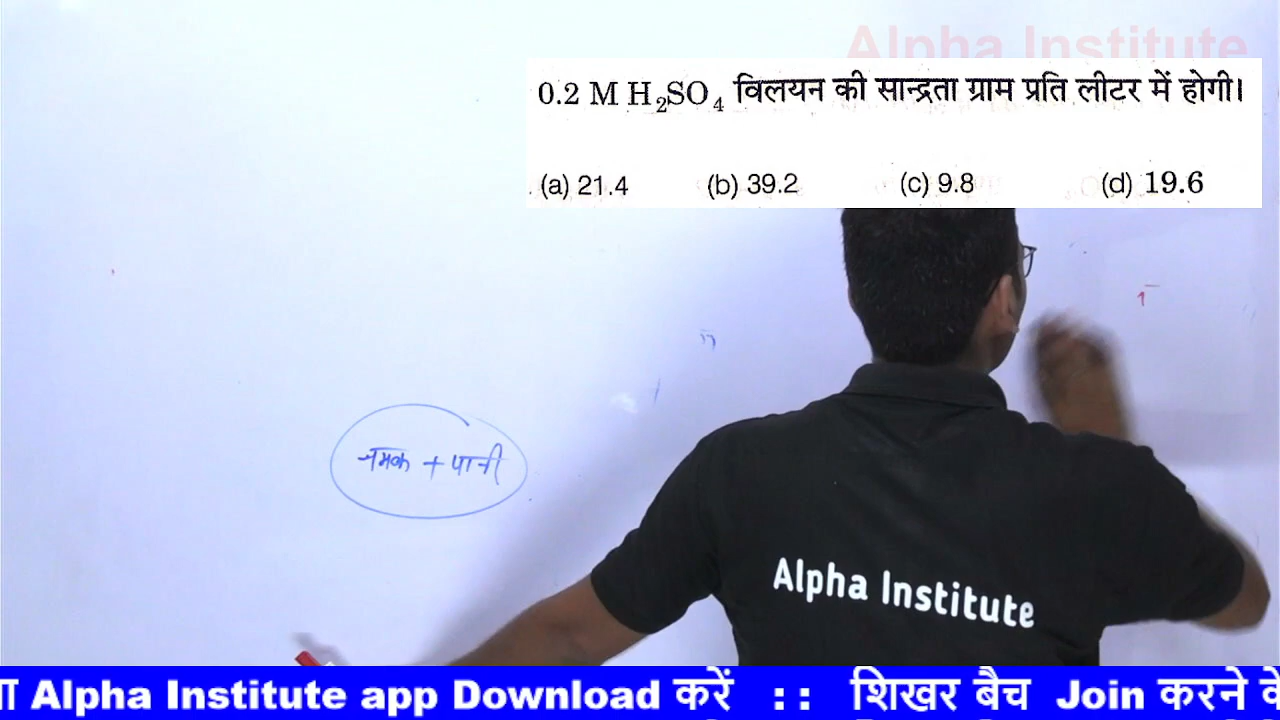 Alpha Institute
0.2 M H₂SO₄ विलयन की सान्द्रता ग्राम प्रति लीटर में होगी।
(a) 21.4 (b) 39.2 (c) 9.8 (d) 19.6
नमक + पानी
Alpha Institute
Alpha Institute app Download करें :: शिखर बैच Join करने के